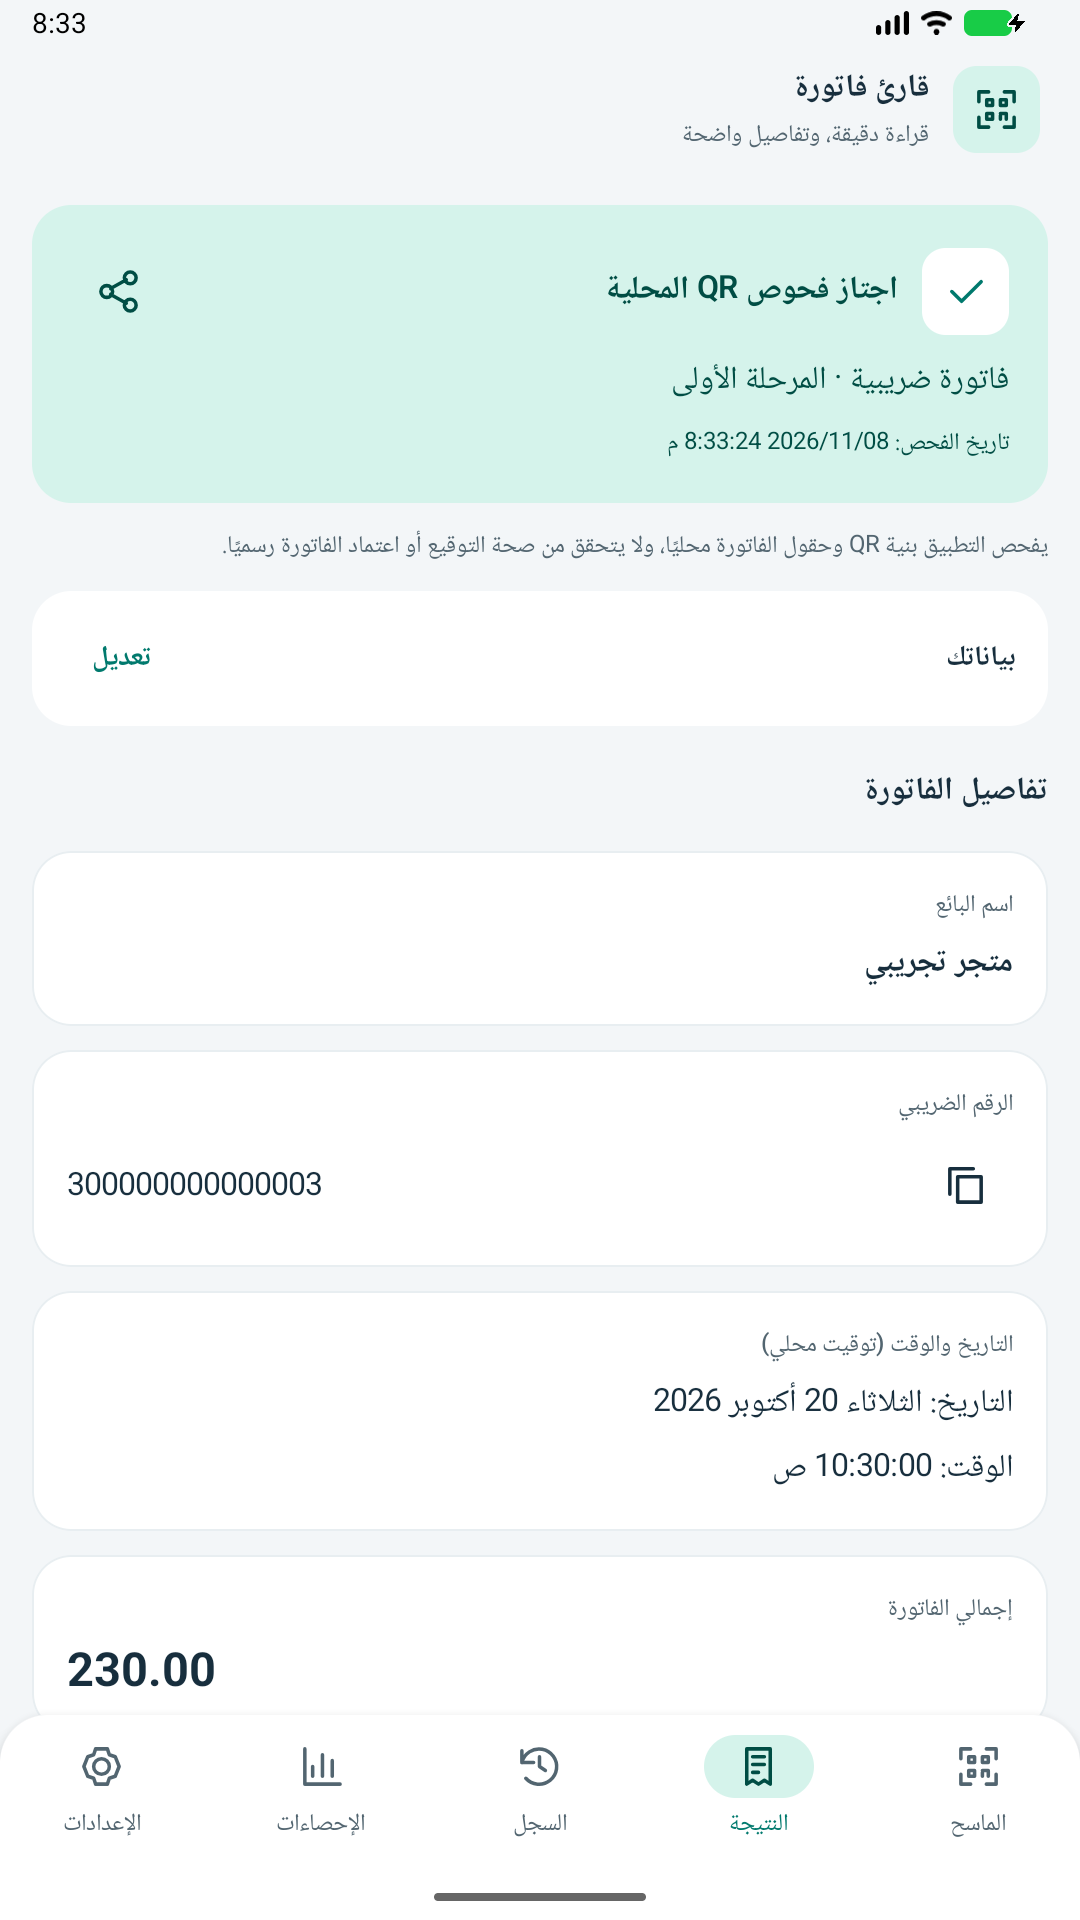 8:33
قارئ فاتورة
قراءة دقيقة، وتفاصيل واضحة
اجتاز فحوص QR المحلية
فاتورة ضريبية · المرحلة الأولى
تاريخ الفحص: 2026/11/08 8:33:24 م
يفحص التطبيق بنية QR وحقول الفاتورة محليًا، ولا يتحقق من صحة التوقيع أو اعتماد الفاتورة رسميًا.
بياناتك
تعديل
تفاصيل الفاتورة
اسم البائع
متجر تجريبي
الرقم الضريبي
300000000000003
التاريخ والوقت (توقيت محلي)
التاريخ: الثلاثاء 20 أكتوبر 2026
الوقت: 10:30:00 ص
إجمالي الفاتورة
230.00
الماسح
النتيجة
السجل
الإحصاءات
الإعدادات